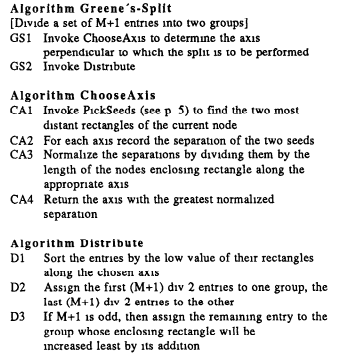 Algorithm Greene's-Split
[Divide a set of M+1 entries into two groups]
GS1 Invoke ChooseAxis to determine the axis
perpendicular to which the split is to be performed
GS2 Invoke Distribute
Algorithm ChooseAxis
CA1 Invoke PickSeeds (see p 5) to find the two most
distant rectangles of the current node
CA2 For each axis record the separation of the two seeds
CA3 Normalize the separations by dividing them by the
length of the nodes enclosing rectangle along the
appropriate axis
CA4 Return the axis with the greatest normalized
separation
Algorithm Distribute
D1 Sort the entries by the low value of their rectangles
along the chosen axis
D2 Assign the first (M+1) div 2 entries to one group, the
last (M+1) div 2 entries to the other
D3 If M+1 is odd, then assign the remaining entry to the
group whose enclosing rectangle will be
increased least by its addition